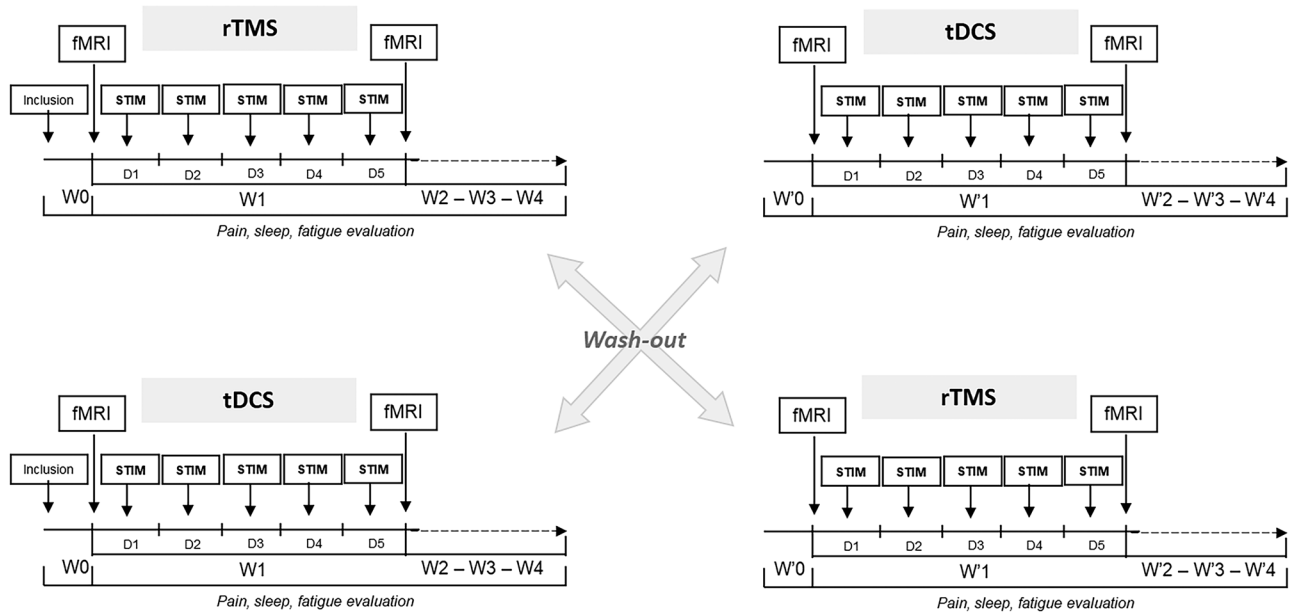 rTMS
fMRI
fMRI
Inclusion
STIM
STIM
STIM
STIM
STIM
D1
D2
D3
D4
D5
W0
W1
W2 – W3 – W4
Pain, sleep, fatigue evaluation
tDCS
fMRI
fMRI
STIM
STIM
STIM
STIM
STIM
D1
D2
D3
D4
D5
W'0
W'1
W'2 – W'3 – W'4
Pain, sleep, fatigue evaluation
Wash-out
tDCS
fMRI
fMRI
Inclusion
STIM
STIM
STIM
STIM
STIM
D1
D2
D3
D4
D5
W0
W1
W2 – W3 – W4
Pain, sleep, fatigue evaluation
rTMS
fMRI
fMRI
STIM
STIM
STIM
STIM
STIM
D1
D2
D3
D4
D5
W'0
W'1
W'2 – W'3 – W'4
Pain, sleep, fatigue evaluation